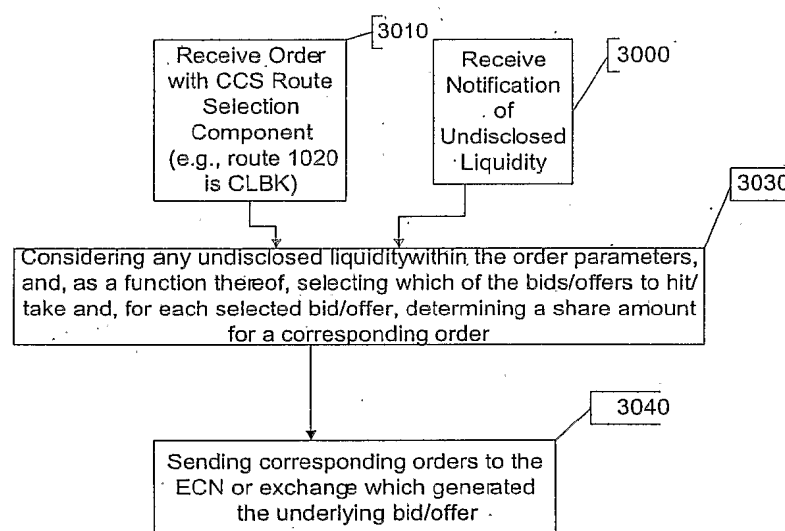 3010
Receive Order
with CCS Route
Selection
Component
(e.g., route 1020
is CLBK)
3000
Receive
Notification
of
Undisclosed
Liquidity
3030
Considering any undisclosed liquiditywithin the order parameters,
and, as a function thereof, selecting which of the bids/offers to hit/
take and, for each selected bid/offer, determining a share amount
for a corresponding order
3040
Sending corresponding orders to the
ECN or exchange which generated
the underlying bid/offer